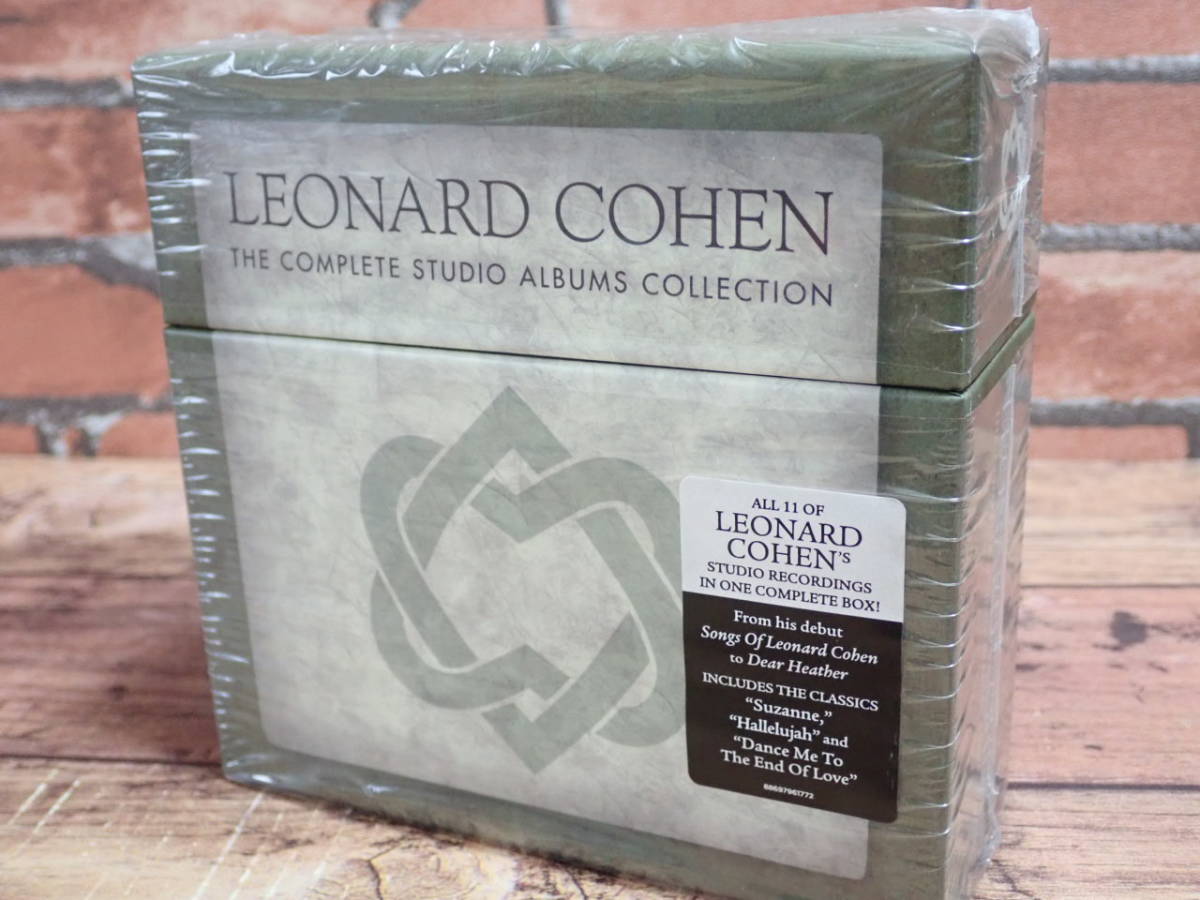 LEONARD COHEN
THE COMPLETE STUDIO ALBUMS COLLECTION
ALL 11 OF
LEONARD
COHEN'S
STUDIO RECORDINGS
IN ONE COMPLETE BOX!
From his debut
Songs Of Leonard Cohen
to Dear Heather
INCLUDES THE CLASSICS
"Suzanne,"
"Hallelujah" and
"Dance Me To
The End Of Love"
88697961772